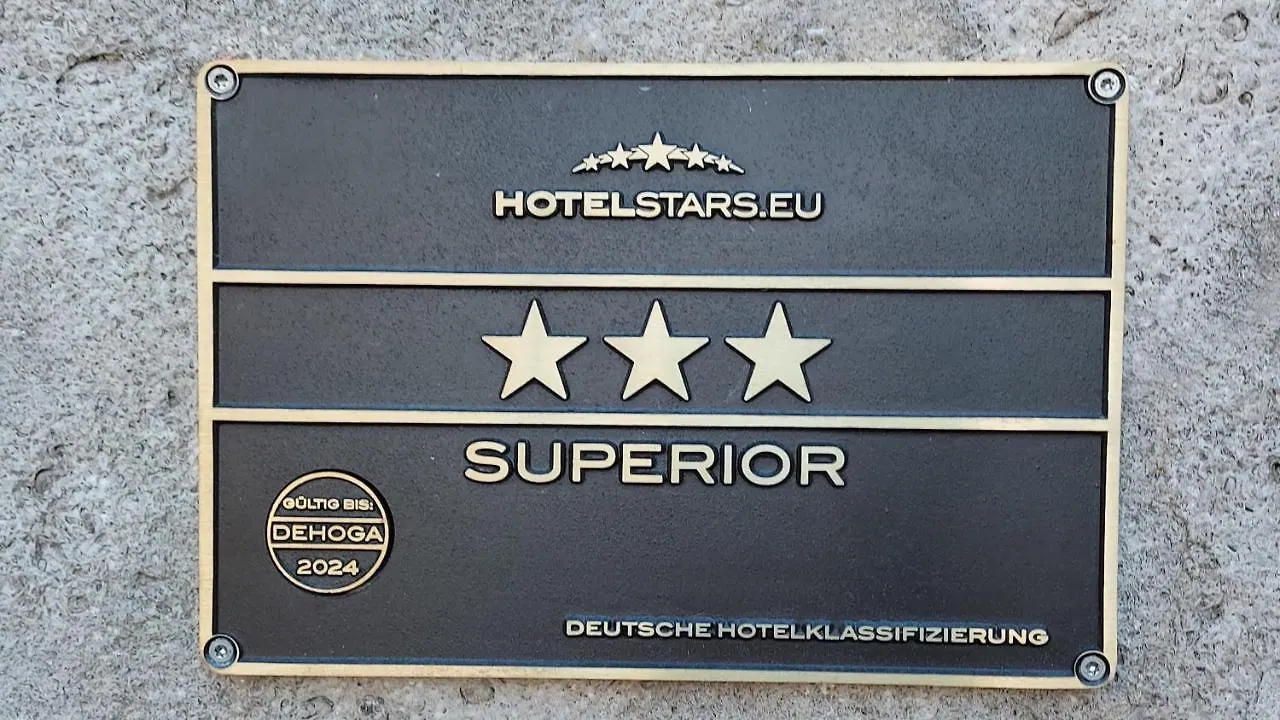 HOTELSTARS.EU
SUPERIOR
GÜLTIG BIS:
DEHOGA
2024
DEUTSCHE HOTELKLASSIFIZIERUNG